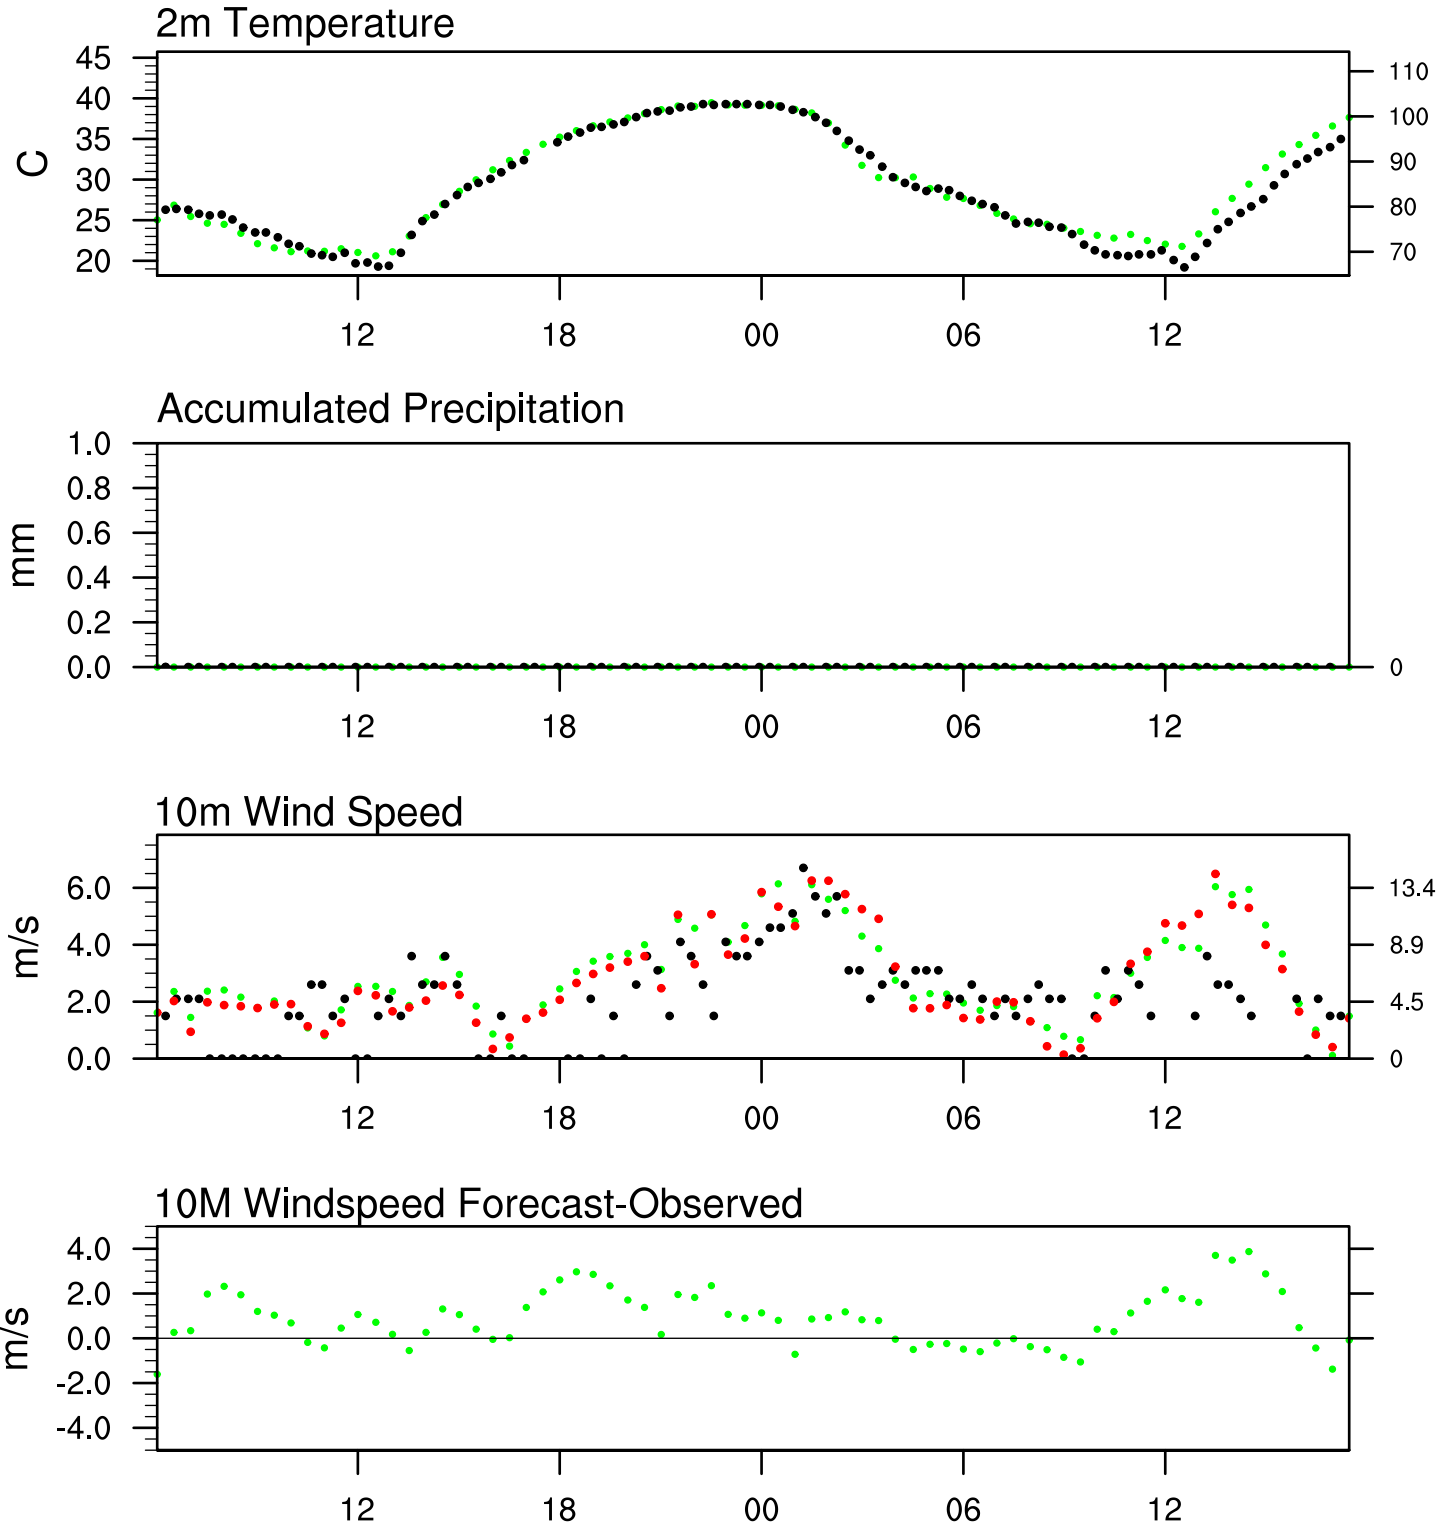 2m Temperature
45
40
35
30
25
20
C
110
100
90
80
70
12 18 00 06 12
Accumulated Precipitation
1.0
0.8
0.6
0.4
0.2
0.0
mm
0
12 18 00 06 12
10m Wind Speed
6.0
4.0
2.0
0.0
m/s
13.4
8.9
4.5
0
12 18 00 06 12
10M Windspeed Forecast-Observed
4.0
2.0
0.0
-2.0
-4.0
m/s
12 18 00 06 12